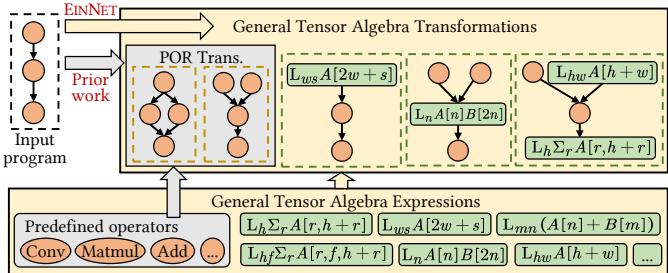 EINNET
General Tensor Algebra Transformations
POR Trans.
Prior
work
Input
program
L_{ws}A[2w + s]
L_nA[n]B[2n]
L_{hw}A[h + w]
L_hΣ_rA[r, h + r]
General Tensor Algebra Expressions
Predefined operators
Conv Matmul Add ...
L_hΣ_rA[r, h + r] L_{ws}A[2w + s] L_{mn}(A[n] + B[m])
L_{hf}Σ_rA[r, f, h + r] L_nA[n]B[2n] L_{hw}A[h + w] ...